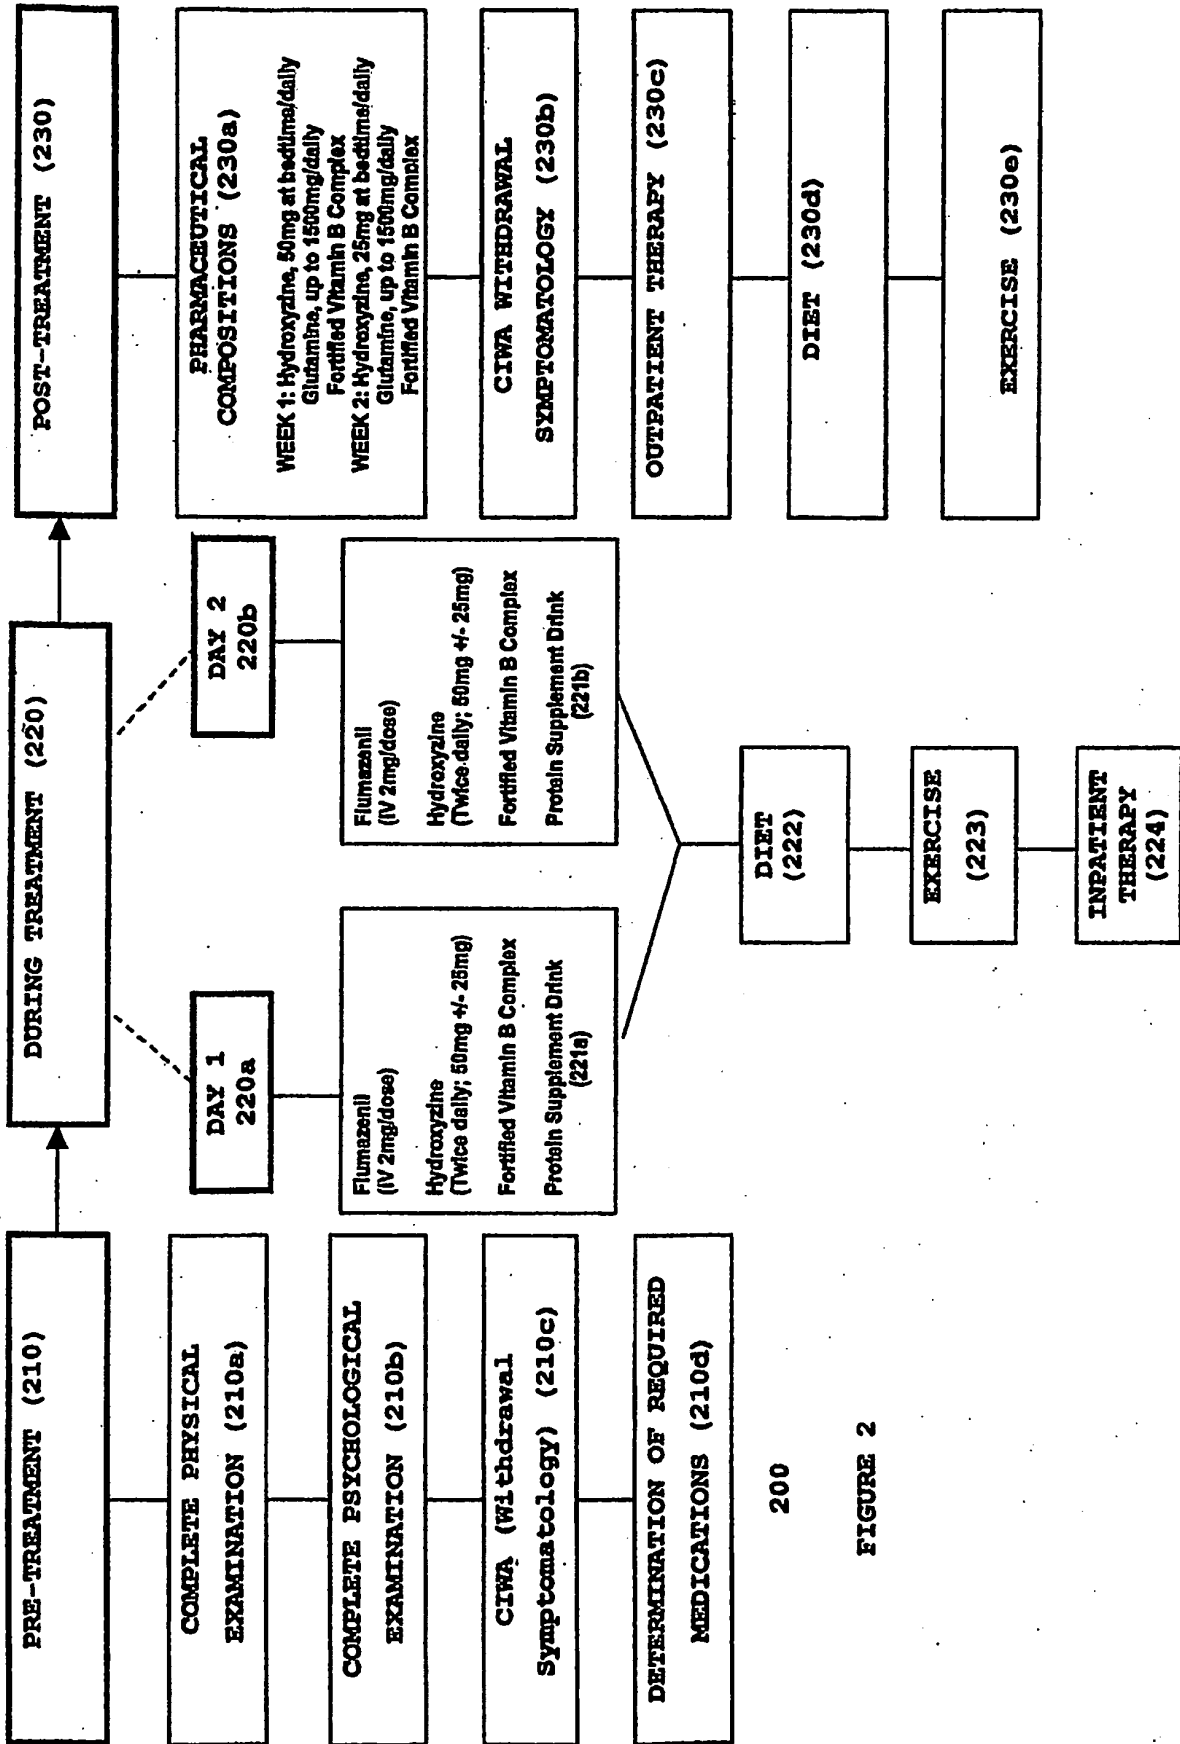 PRE-TREATMENT (210)
COMPLETE PHYSICAL
EXAMINATION (210a)
COMPLETE PSYCHOLOGICAL
EXAMINATION (210b)
CIWA (Withdrawal
Symptomatology) (210c)
DETERMINATION OF REQUIRED
MEDICATIONS (210d)
DURING TREATMENT (220)
DAY 1
220a
Flumazenil
(IV 2mg/dose)
Hydroxyzine
(Twice daily; 50mg +/- 25mg)
Fortified Vitamin B Complex
Protein Supplement Drink
(221a)
DAY 2
220b
Flumazenil
(IV 2mg/dose)
Hydroxyzine
(Twice daily; 50mg +/- 25mg)
Fortified Vitamin B Complex
Protein Supplement Drink
(221b)
DIET
(222)
EXERCISE
(223)
INPATIENT
THERAPY
(224)
POST-TREATMENT (230)
PHARMACEUTICAL
COMPOSITIONS (230a)
WEEK 1: Hydroxyzine, 50mg at bedtime/daily
Glutamine, up to 1500mg/daily
Fortified Vitamin B Complex
WEEK 2: Hydroxyzine, 25mg at bedtime/daily
Glutamine, up to 1500mg/daily
Fortified Vitamin B Complex
CIWA WITHDRAWAL
SYMPTOMATOLOGY (230b)
OUTPATIENT THERAPY (230c)
DIET (230d)
EXERCISE (230e)
200
FIGURE 2